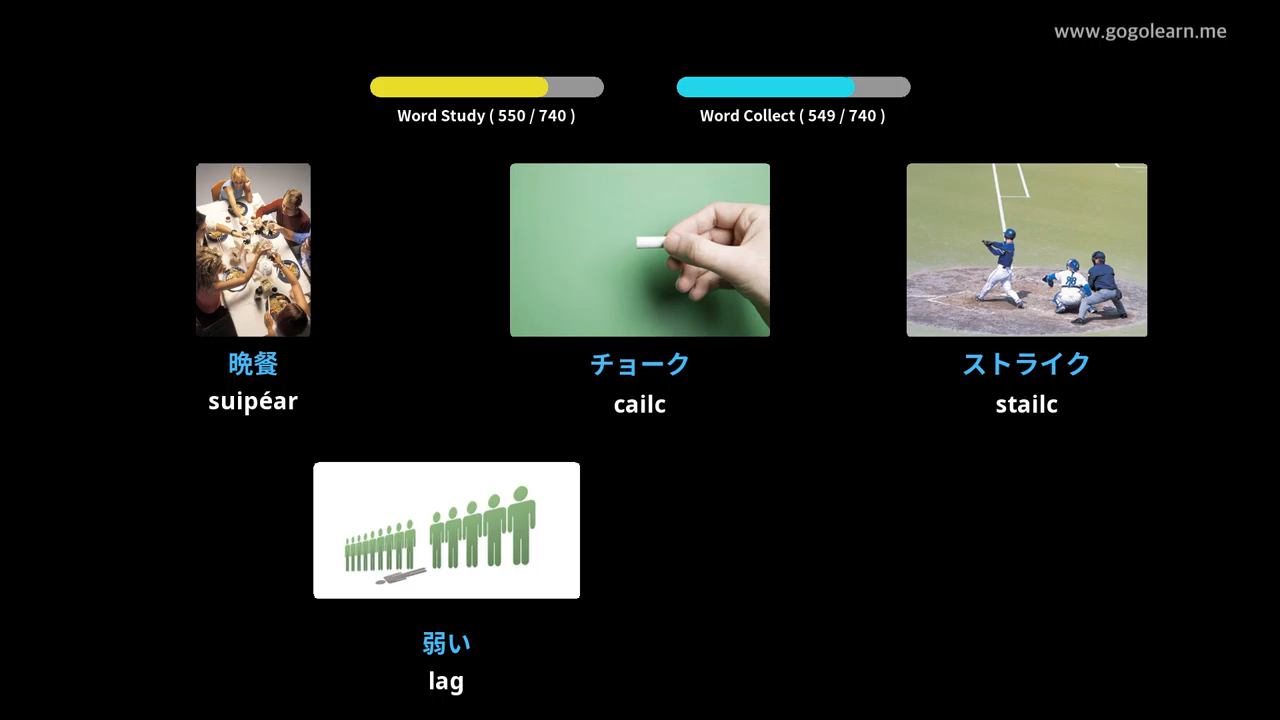 www.gogolearn.me
Word Study ( 550 / 740 )
Word Collect ( 549 / 740 )
晩餐
suipéar
チョーク
cailc
ストライク
stailc
弱い
lag